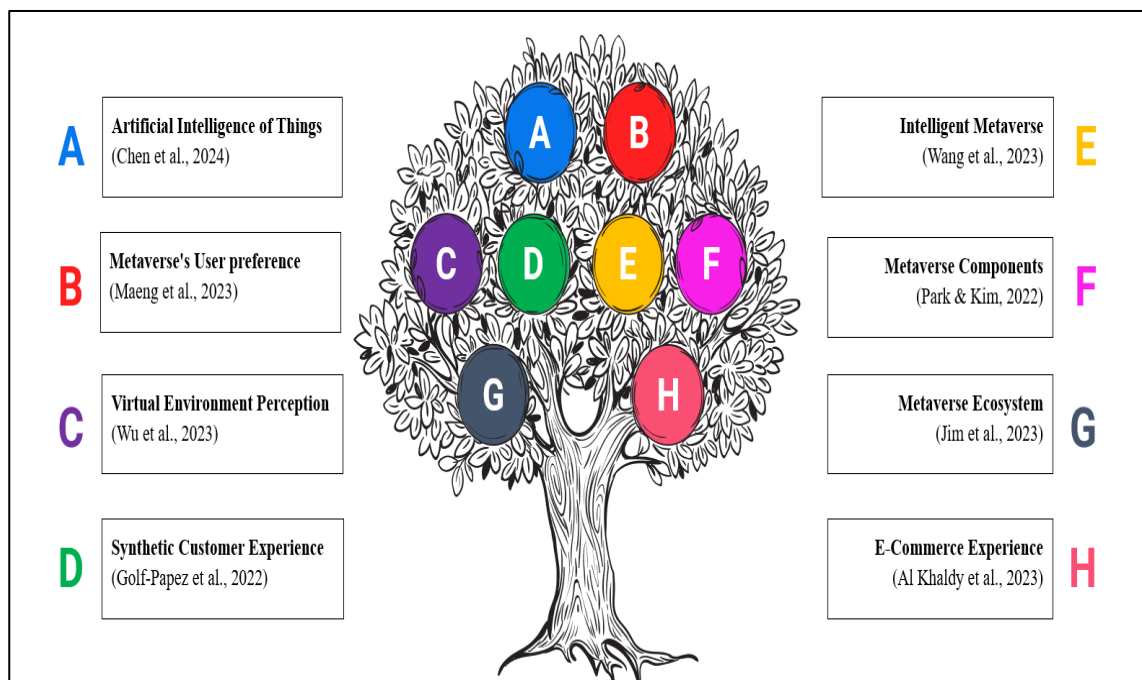 A
Artificial Intelligence of Things
(Chen et al., 2024)
B
Metaverse's User preference
(Maeng et al., 2023)
C
Virtual Environment Perception
(Wu et al., 2023)
D
Synthetic Customer Experience
(Golf-Papez et al., 2022)
A
B
C
D
E
F
G
H
Intelligent Metaverse
(Wang et al., 2023)
E
Metaverse Components
(Park & Kim, 2022)
F
Metaverse Ecosystem
(Jim et al., 2023)
G
E-Commerce Experience
(Al Khaldy et al., 2023)
H